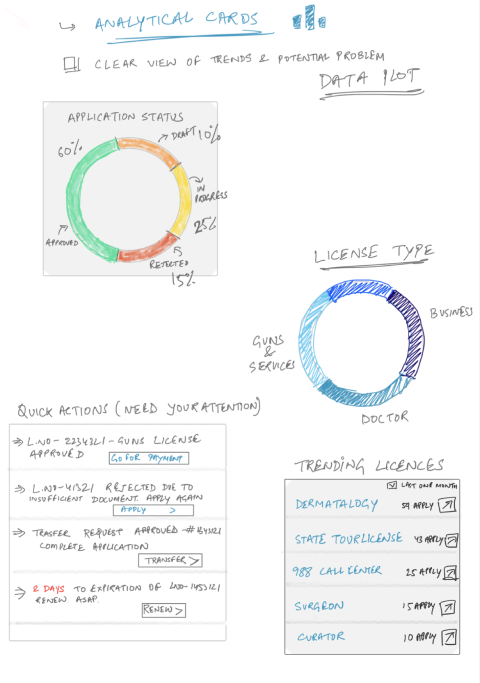 ANALYTICAL CARDS
CLEAR VIEW OF TRENDS & POTENTIAL PROBLEM
DATA PLOT
APPLICATION STATUS
60%
DRAFT 10%
IN PROGRESS
25%
APPROVED
REJECTED
15%
LICENSE TYPE
BUSINESS
GUNS
&
SERVICES
DOCTOR
QUICK ACTIONS (NEED YOUR ATTENTION)
L.NO- 2234321 - GUNS LICENSE
APPROVED
GO FOR PAYMENT
L.NO-41321 REJECTED DUE TO
INSUFFICIENT DOCUMENT. APPLY AGAIN
APPLY >
TRASFER REQUEST APPROVED -
COMPLETE APPLICATION
TRANSFER >
2 DAYS TO EXPIRATION OF
RENEW ASAP.
RENEW >
TRENDING LICENCES
LAST ONE MONTH
DERMATALOGY 59 APPLY
STATE TOUR LICENSE 43 APPLY
988 CALL CENTER 25 APPLY
SURGEON 15 APPLY
CURATOR 10 APPLY